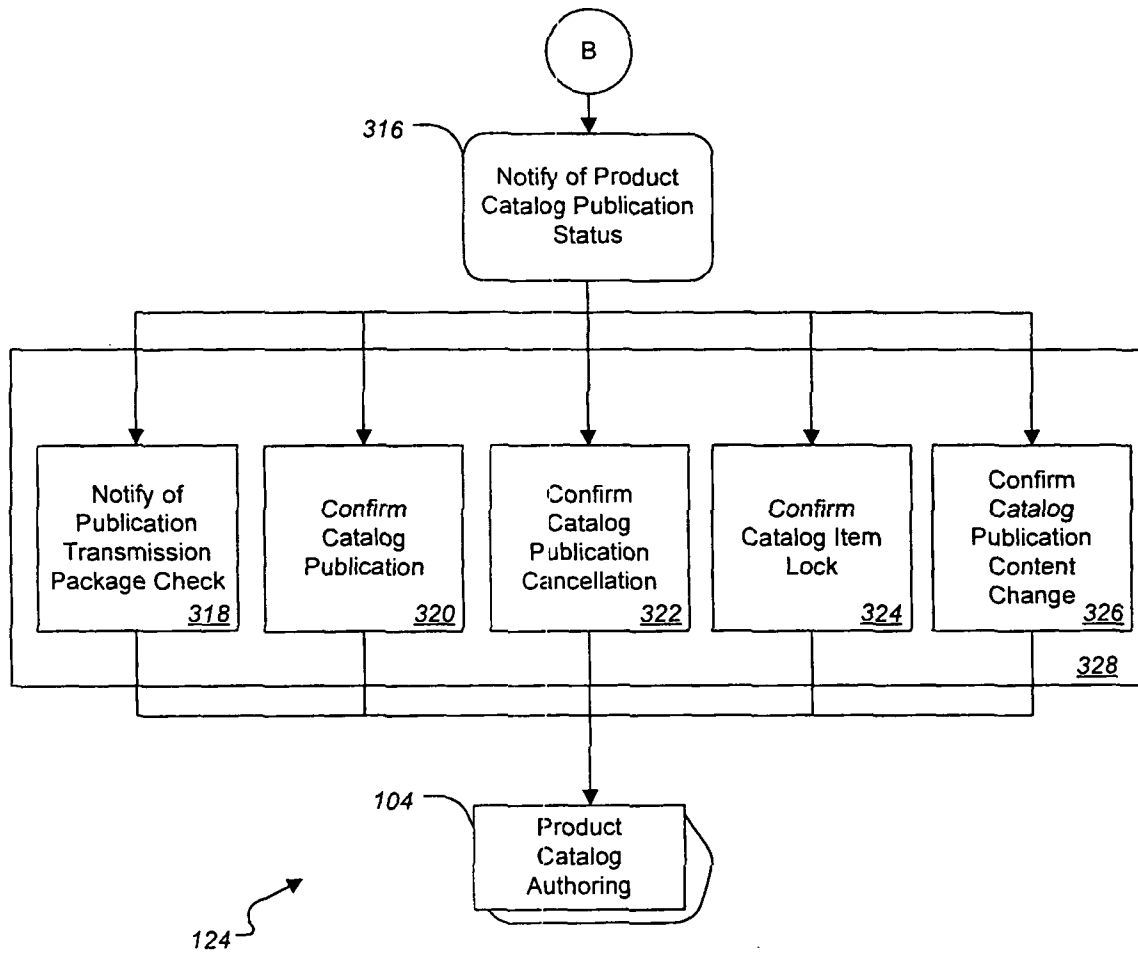 B
316
Notify of Product
Catalog Publication
Status
Notify of
Publication
Transmission
Package Check
318
Confirm
Catalog
Publication
320
Confirm
Catalog
Publication
Cancellation
322
Confirm
Catalog Item
Lock
324
Confirm
Catalog
Publication
Content
Change
326
328
104
Product
Catalog
Authoring
124